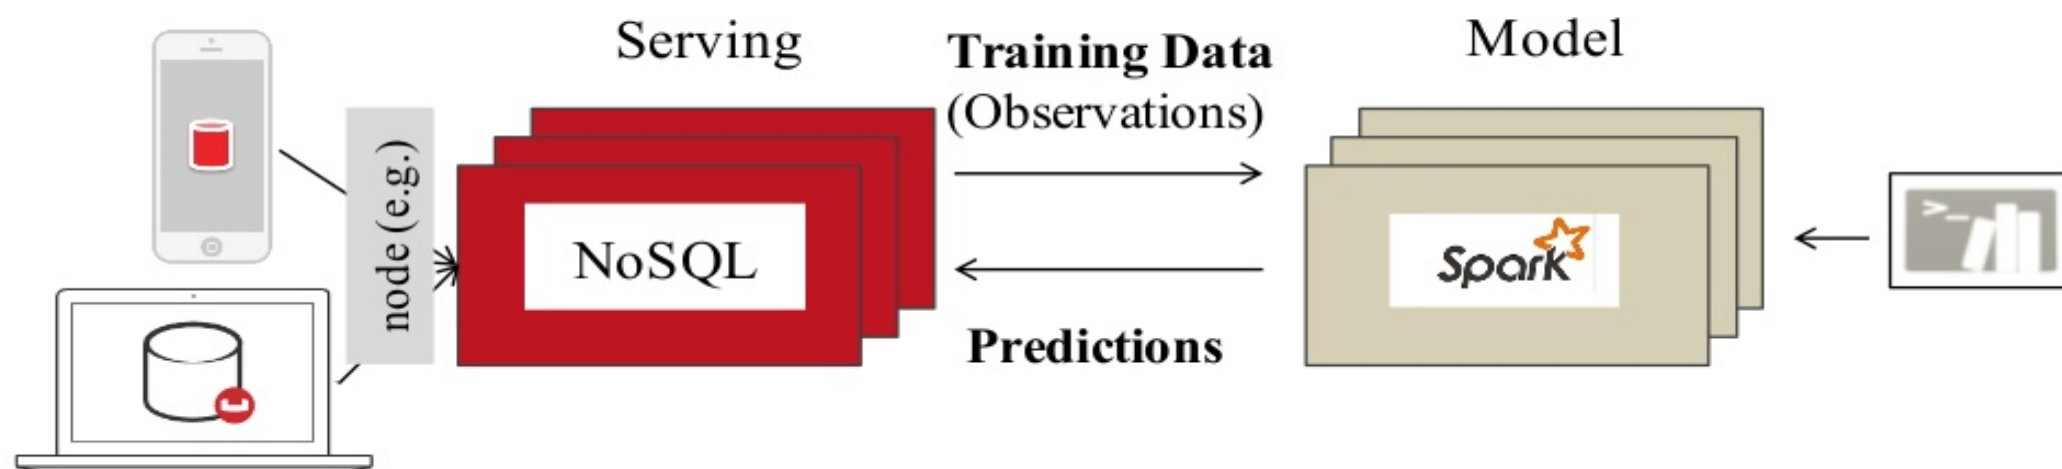 Serving
Training Data
(Observations)
Model
node (e.g.)
NoSQL
Spark
>_
Predictions